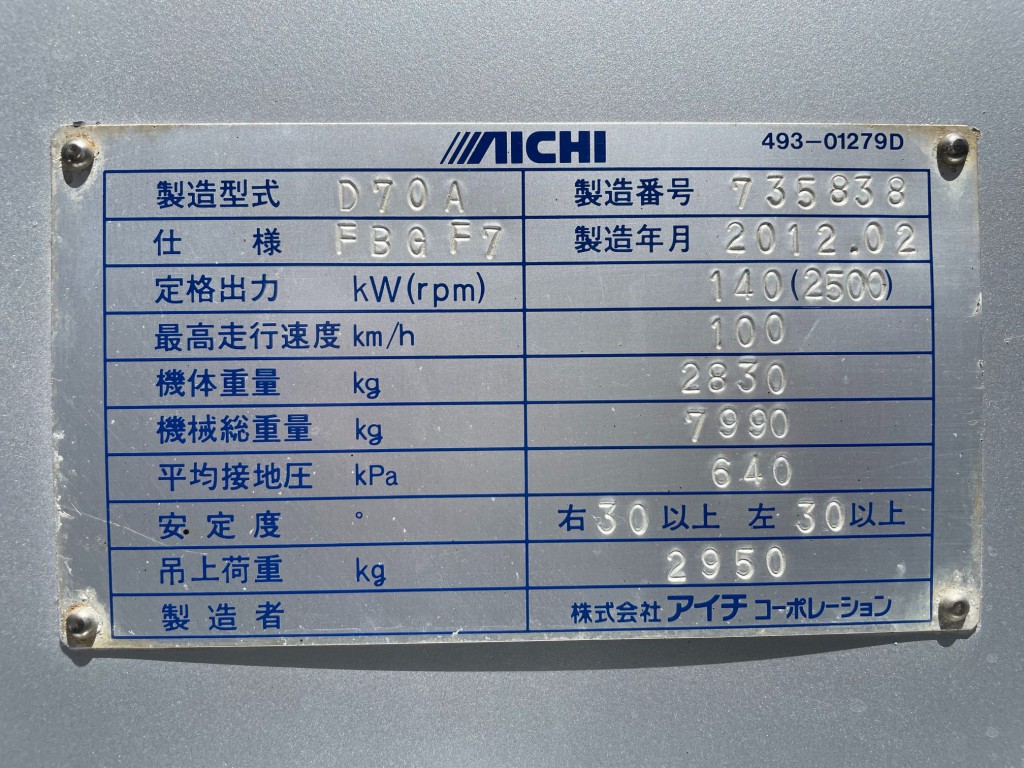 AICHI 493-01279D
製造型式 D70A 製造番号 735838
仕様 FBGF7 製造年月 2012.02
定格出力 kW(rpm) 140(2500)
最高走行速度 km/h 100
機体重量 kg 2830
機械総重量 kg 7990
平均接地圧 kPa 640
安定度 ° 右30以上 左30以上
吊上荷重 kg 2950
製造者 株式会社アイチコーポレーション